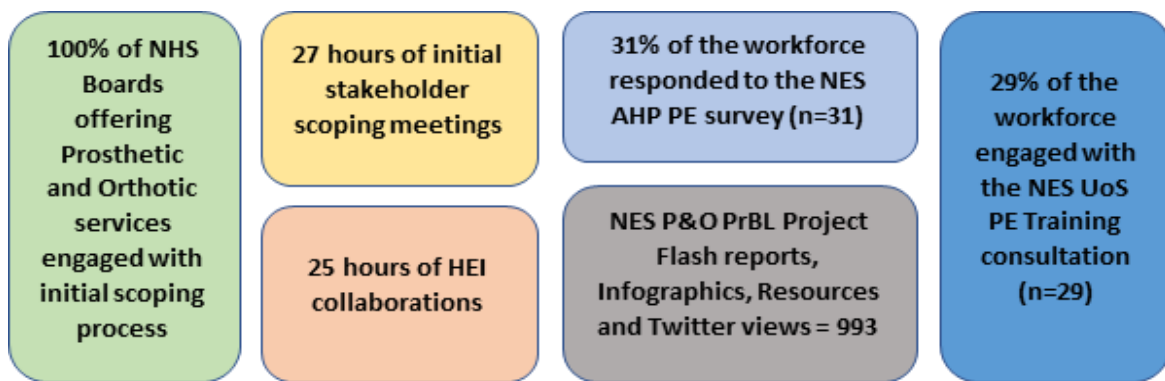 100% of NHS
Boards
offering
Prosthetic
and Orthotic
services
engaged with
initial scoping
process
27 hours of initial
stakeholder
scoping meetings
25 hours of HEI
collaborations
31% of the workforce
responded to the NES
AHP PE survey (n=31)
NES P&O PrBL Project
Flash reports,
Infographics, Resources
and Twitter views = 993
29% of the
workforce
engaged with
the NES UoS
PE Training
consultation
(n=29)